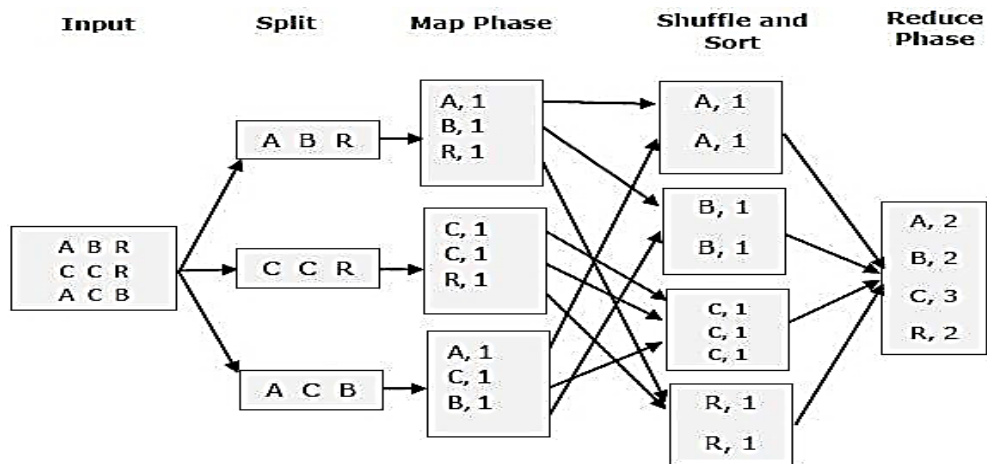 Input
Split
Map Phase
Shuffle and
Sort
Reduce
Phase
A B R
C C R
A C B
A B R
C C R
A C B
A, 1
B, 1
R, 1
C, 1
C, 1
R, 1
A, 1
C, 1
B, 1
A, 1
A, 1
B, 1
B, 1
C, 1
C, 1
C, 1
R, 1
R, 1
A, 2
B, 2
C, 3
R, 2